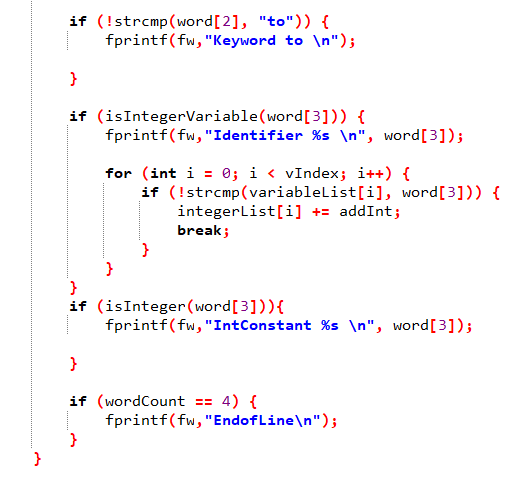 if (!strcmp(word[2], "to")) {
fprintf(fw,"Keyword to \n");
}
if (isIntegerVariable(word[3])) {
fprintf(fw,"Identifier %s \n", word[3]);
for (int i = 0; i < vIndex; i++) {
if (!strcmp(variableList[i], word[3])) {
integerList[i] += addInt;
break;
}
}
}
if (isInteger(word[3])){
fprintf(fw,"IntConstant %s \n", word[3]);
}
if (wordCount == 4) {
fprintf(fw,"EndofLine\n");
}
}